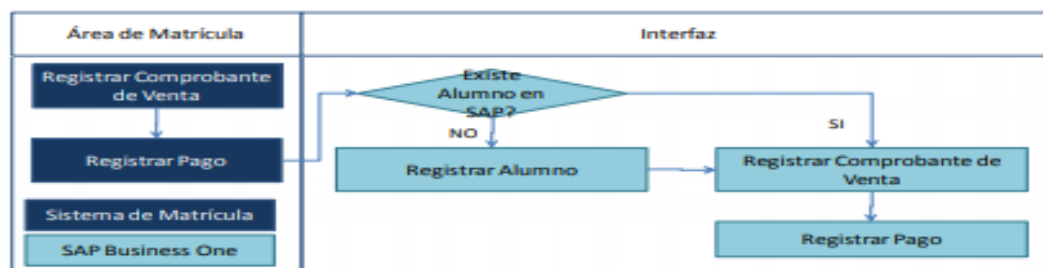 Área de Matrícula
Interfaz
Registrar Comprobante
de Venta
Registrar Pago
Sistema de Matrícula
SAP Business One
Existe
Alumno en
SAP?
NO
SI
Registrar Alumno
Registrar Comprobante de
Venta
Registrar Pago